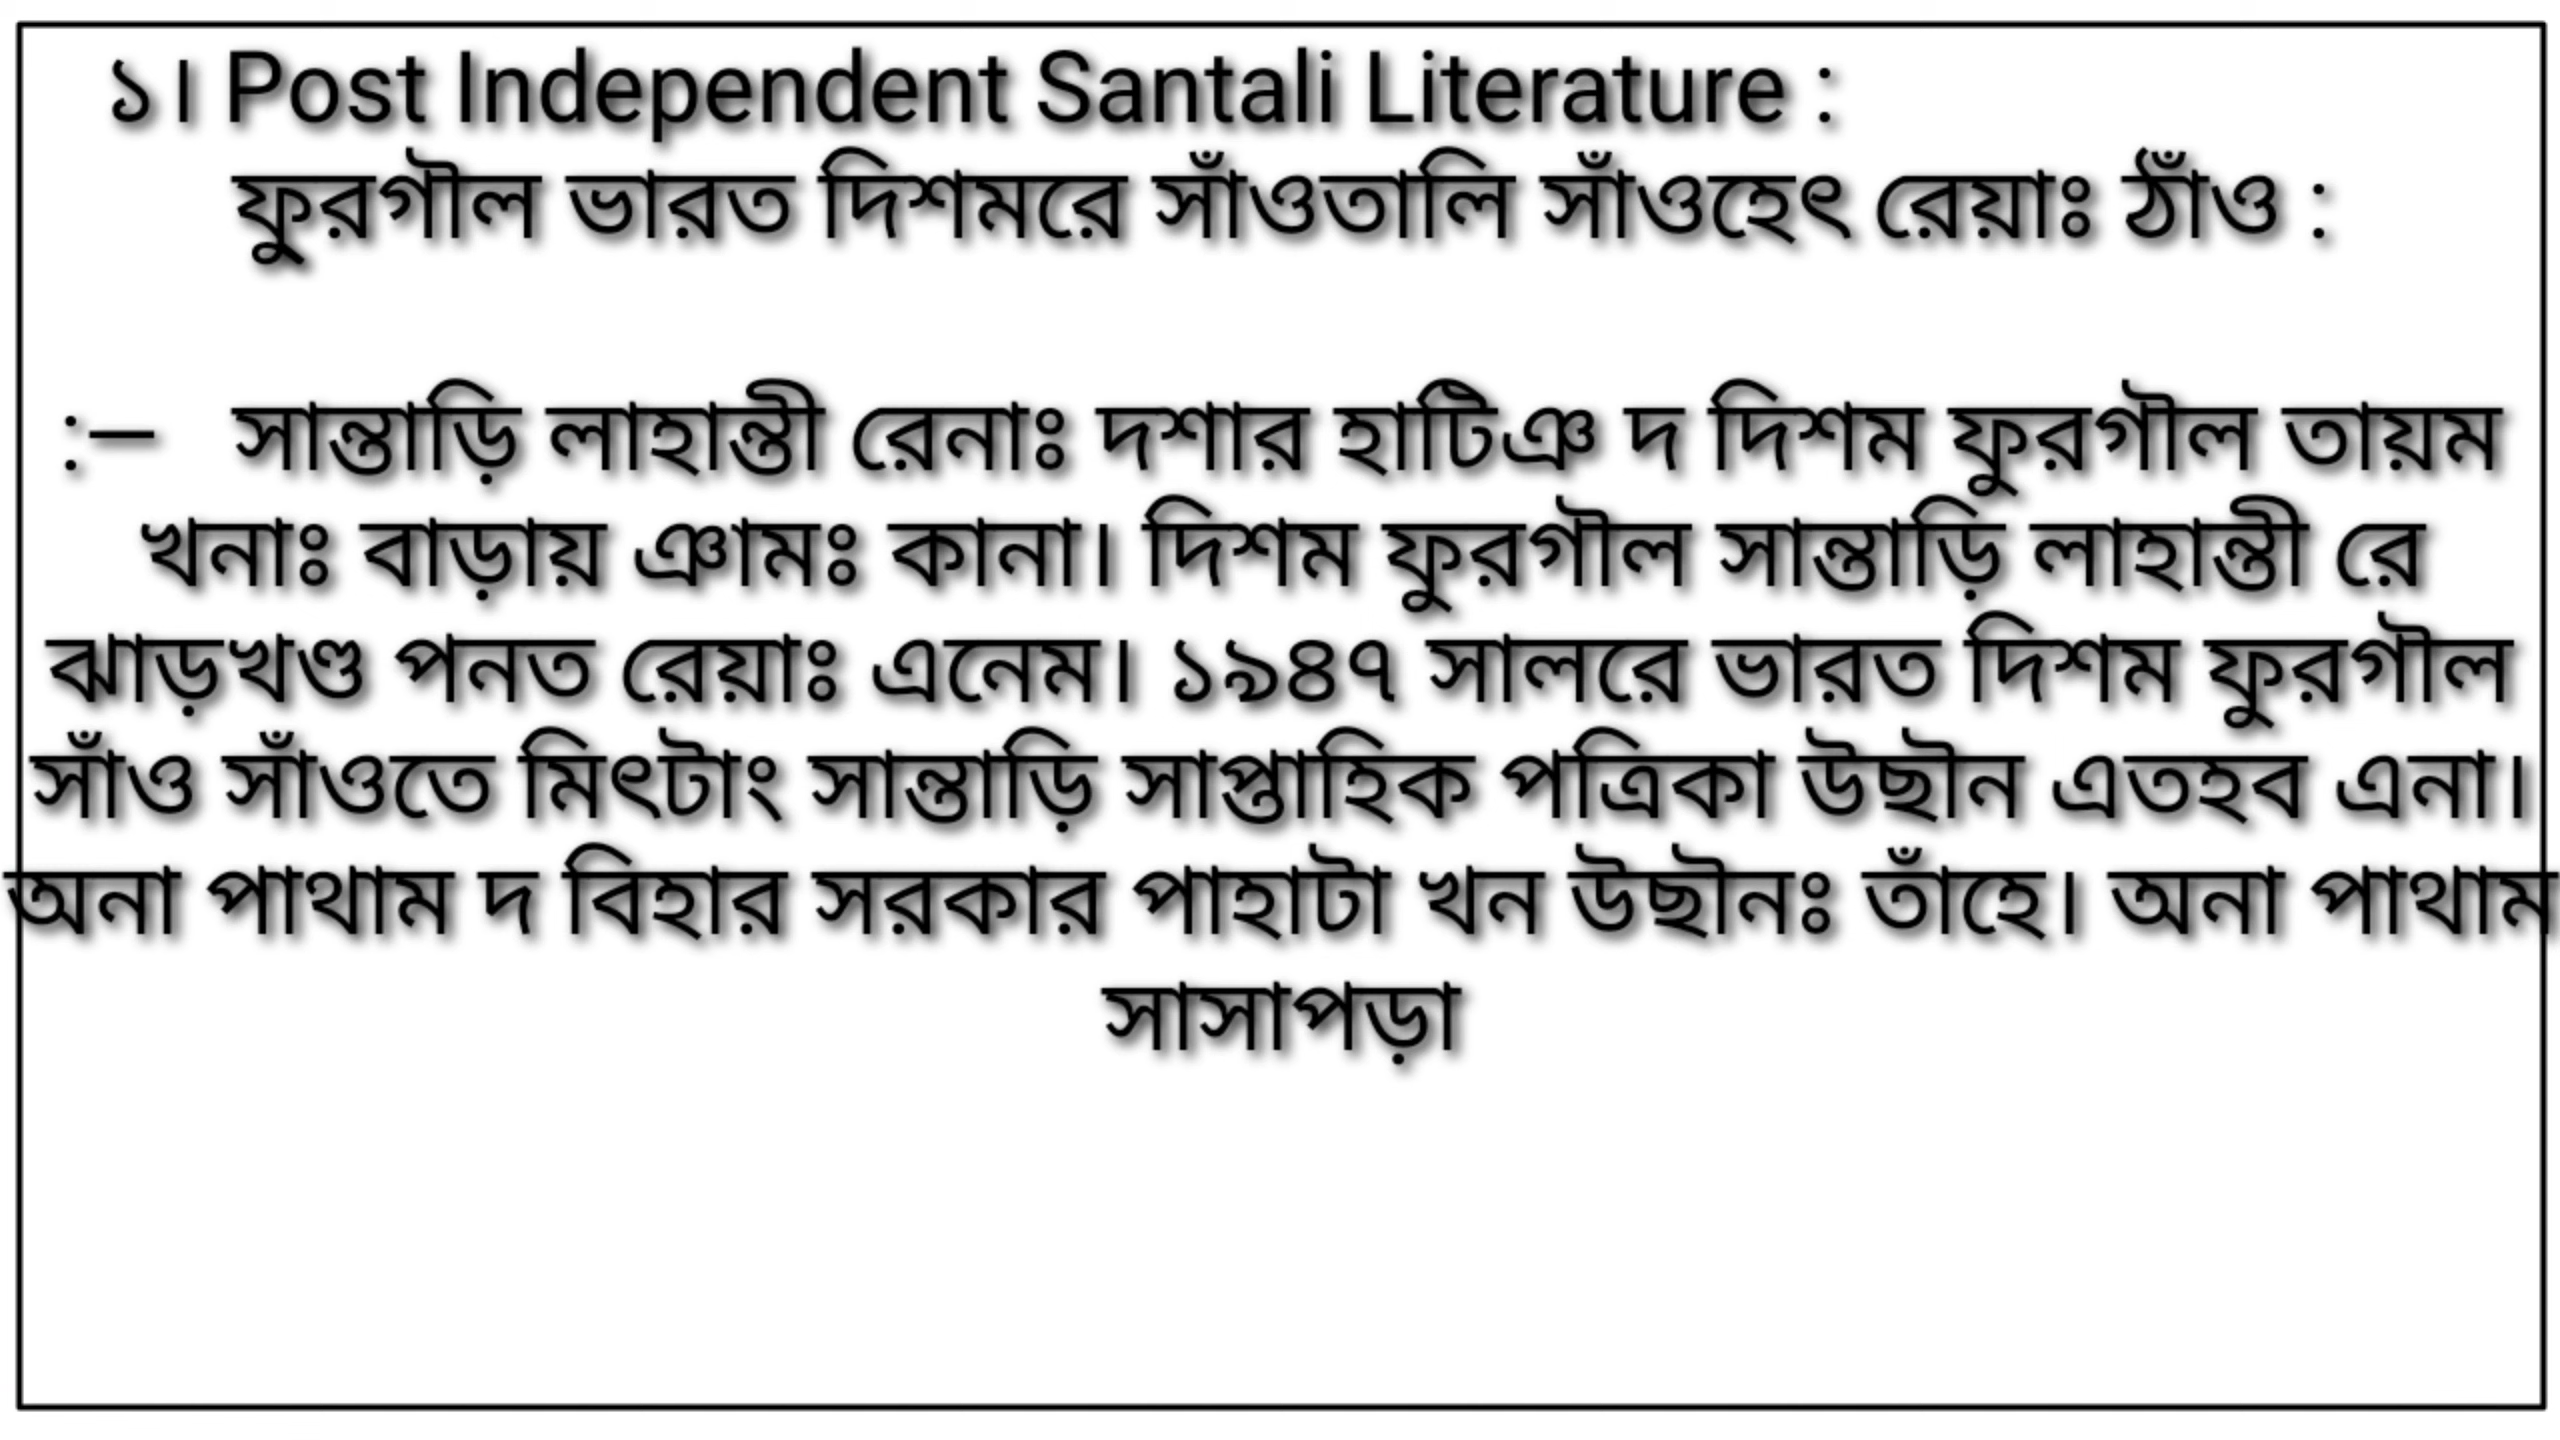 ১। Post Independent Santali Literature :
ফুরগৗল ভারত দিশমরে সাঁওতালি সাঁওহেৎ রেয়াঃ ঠাঁও :
:– সান্তাড়ি লাহান্তী রেনাঃ দশার হাটিঞ দ দিশম ফুরগৗল তায়ম
খনাঃ বাড়ায় ঞামঃ কানা। দিশম ফুরগৗল সান্তাড়ি লাহান্তী রে
ঝাড়খণ্ড পনত রেয়াঃ এনেম। ১৯৪৭ সালরে ভারত দিশম ফুরগৗল
সাঁও সাঁওতে মিৎটাং সান্তাড়ি সাপ্তাহিক পত্রিকা উছৗন এতহব এনা।
অনা পাথাম দ বিহার সরকার পাহাটা খন উছৗনঃ তাঁহে। অনা পাথাম
সাসাপড়া